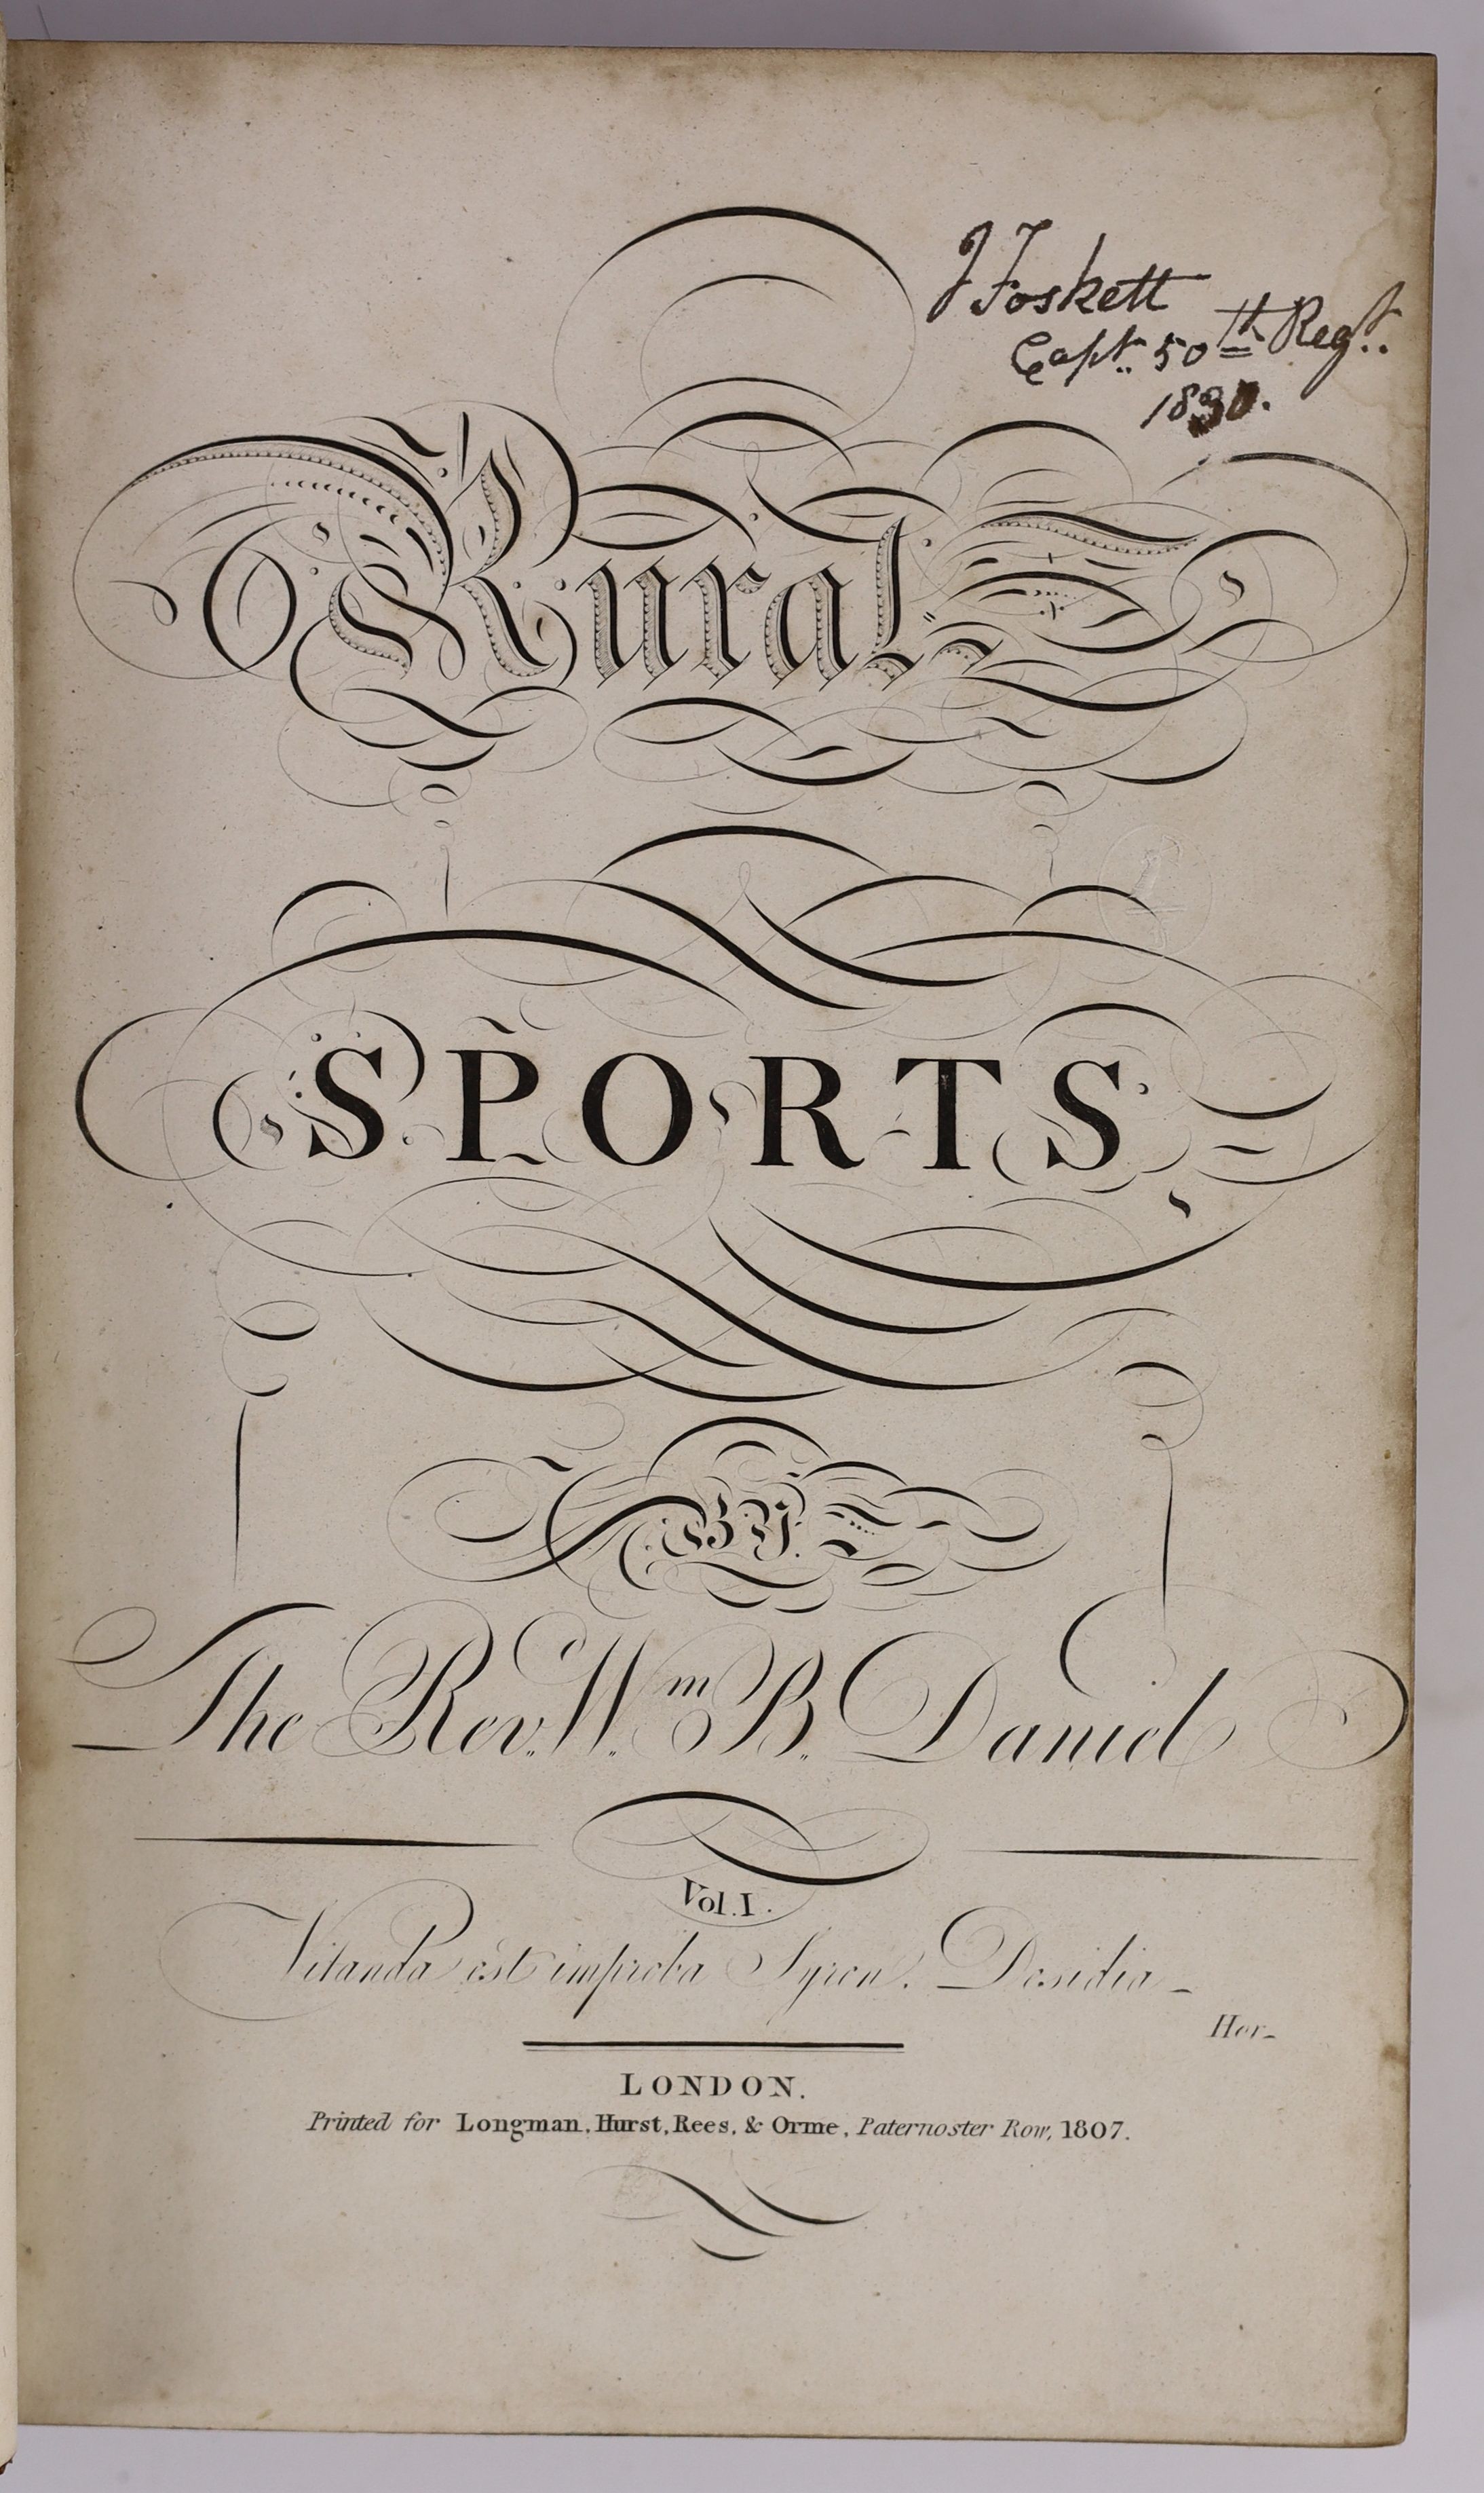 J Foskett
Capt. 50th Regt.
1830.
Rural
SPORTS
BY
The Rev. Wm. B. Daniel
Vol. I.
Vitanda est improba Syren. Desidia -
Hor-
LONDON.
Printed for Longman, Hurst, Rees, & Orme, Paternoster Row, 1807.